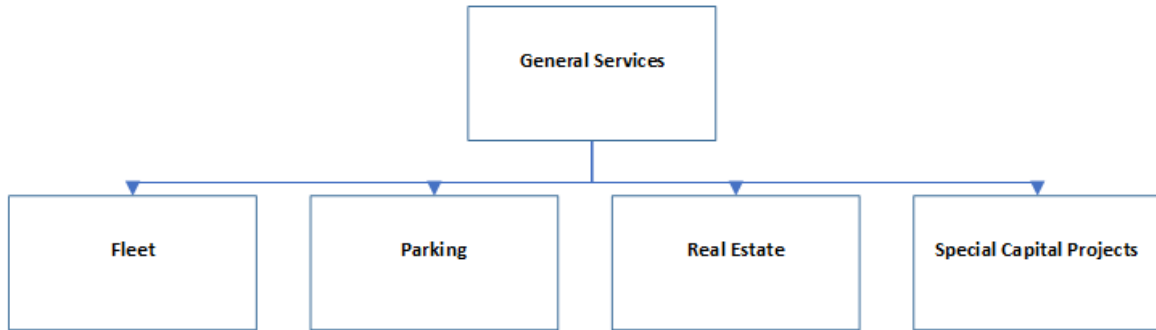 General Services
Fleet
Parking
Real Estate
Special Capital Projects